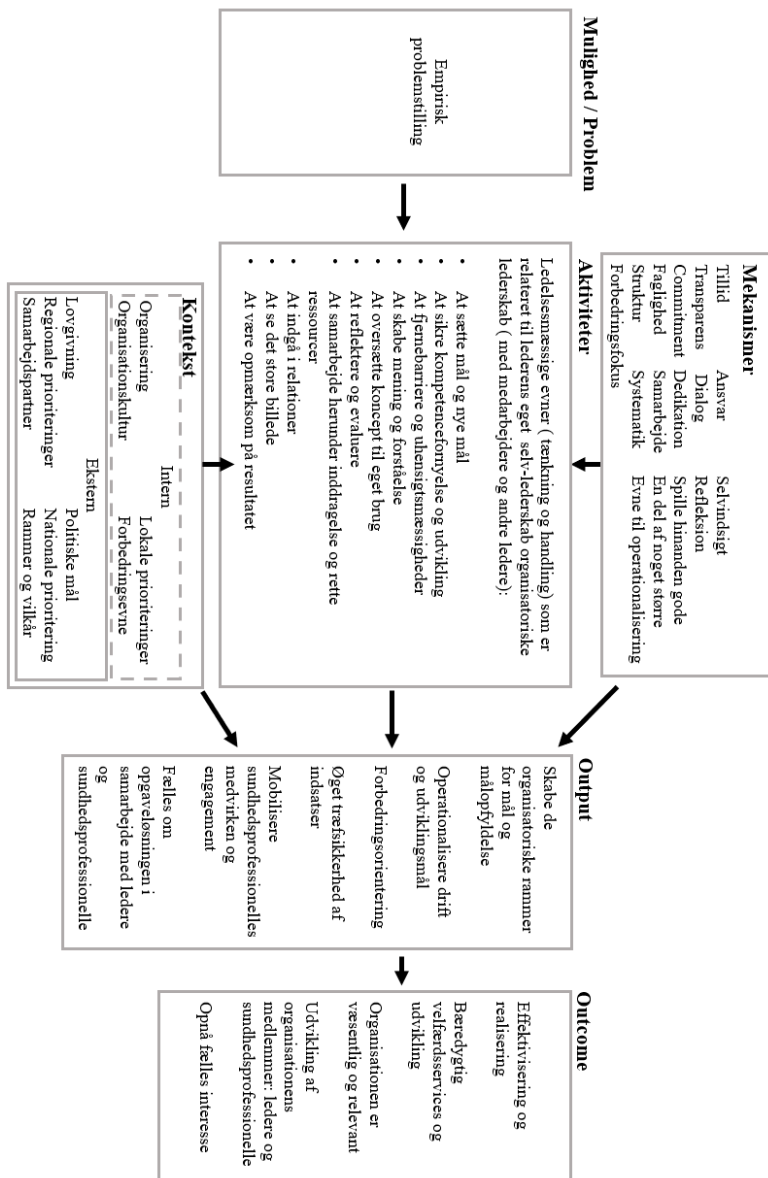 Mulighed / Problem
Empirisk
problemstilling
Mekanismer
Tillid Ansvar Selvindsigt
Transparens Dialog Refleksion
Commitment Dedikation Spille hinanden gode
Faglighed Samarbejde En del af noget større
Struktur Systematik Evne til operationalisering
Forbedringsfokus
Aktiviteter
Ledelsesmæssige evner ( tænkning og handling) som er
relateret til lederens eget selv-lederskab organisatoriske
lederskab ( med medarbejdere og andre ledere):
• At sætte mål og nye mål
• At sikre kompetencefornyelse og udvikling
• At fjernebarriere og uhensigtsmæssigheder
• At skabe mening og forståelse
• At oversætte koncept til eget brug
• At reflektere og evaluere
• At samarbejde herunder inddragelse og rette
ressourcer
• At indgå i relationer
• At se det store billede
• At være opmærksom på resultatet
Kontekst
Intern
Organisering Lokale prioriteringer
Organisationskultur Forbedringsevne
Ekstern
Lovgivning Politiske mål
Regionale prioriteringer Nationale prioritering
Samarbejdspartner Rammer og vilkår
Output
Skabe de
organisatoriske rammer
for mål og
målopfyldelse
Operationalisere drift
og udviklingsmål
Forbedringsorientering
Øget træfsikkerhed af
indsatser
Mobilisere
sundhedsprofessionelles
medvirken og
engagement
Fælles om
opgaveløsningen i
samarbejde med ledere
og
sundhedsprofessionelle
Outcome
Effektivisering og
realisering
Bæredygtig
velfærdsservices og
udvikling
Organisationen er
væsentlig og relevant
Udvikling af
organisationens
medlemmer: ledere og
sundhedsprofessionelle
Opnå fælles interesse